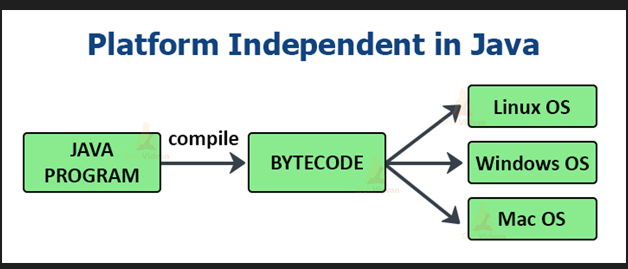 Platform Independent in Java
JAVA
PROGRAM
compile
BYTECODE
Linux OS
Windows OS
Mac OS